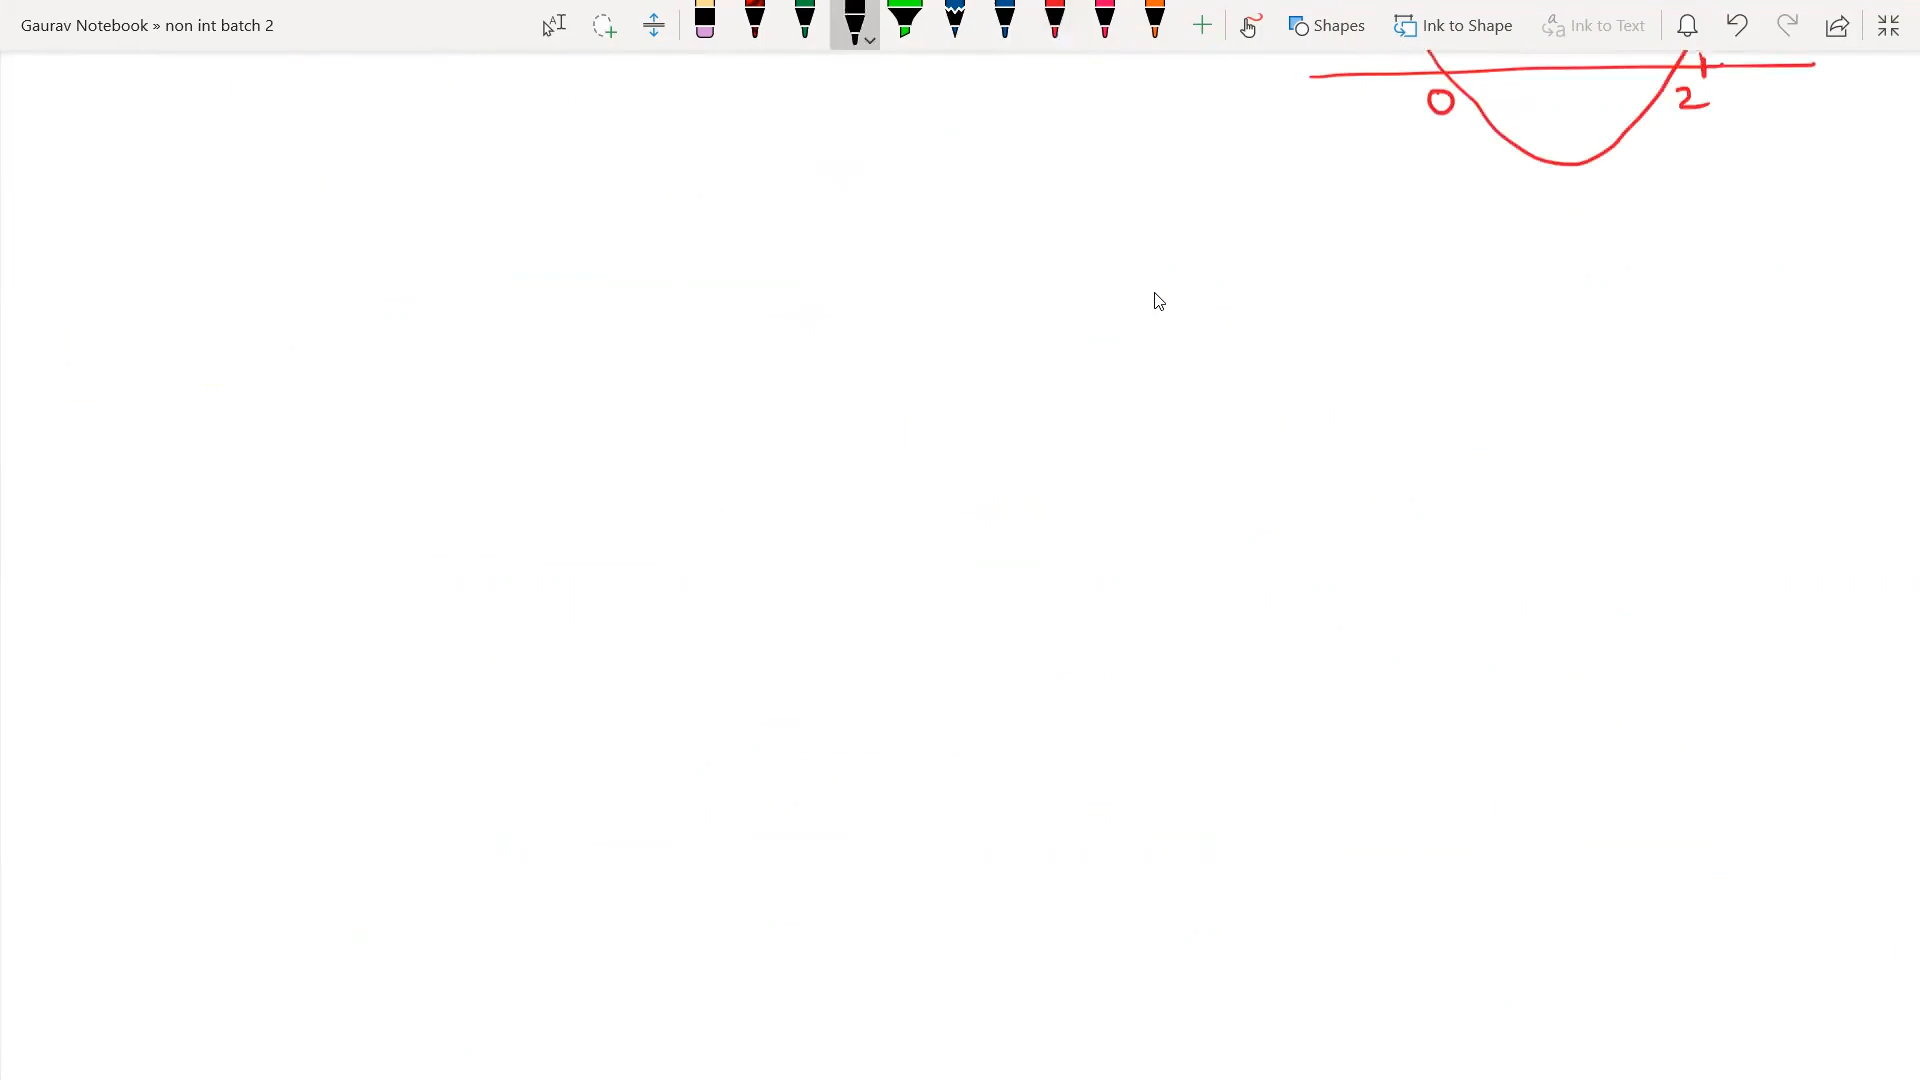 Gaurav Notebook » non int batch 2
Shapes
Ink to Shape
Ink to Text
0
2